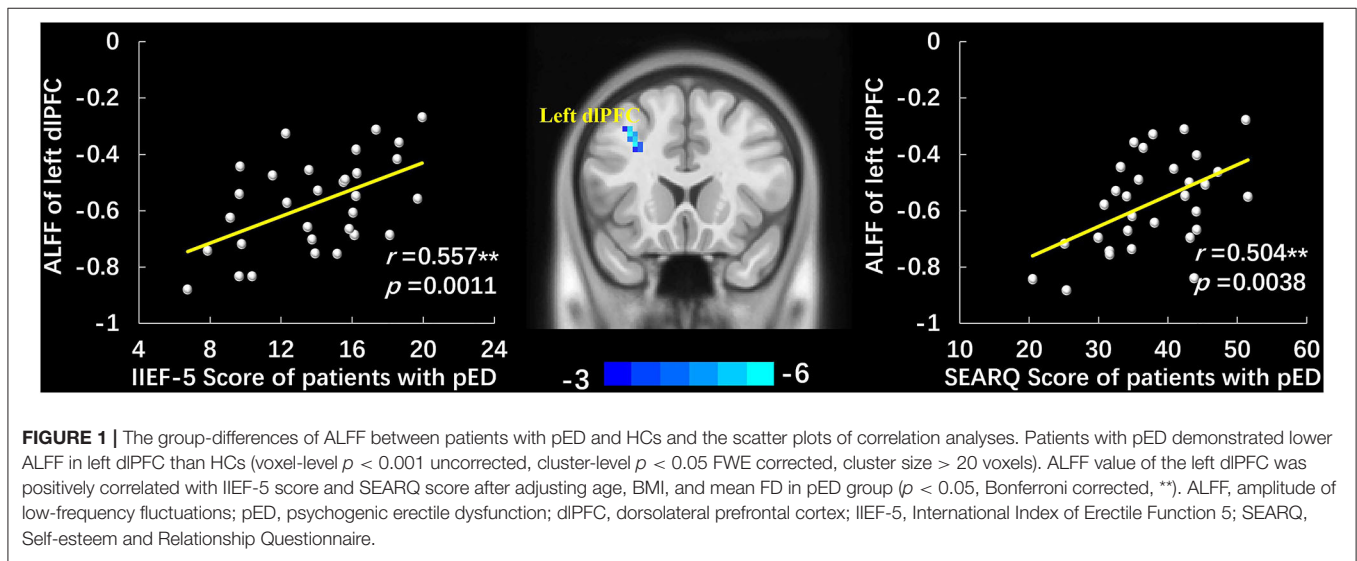 0
-0.2
-0.4
-0.6
-0.8
-1
ALFF of left dlPFC
4 8 12 16 20 24
IIEF-5 Score of patients with pED
r=0.557**
p=0.0011
Left dlPFC
-3 -6
0
-0.2
-0.4
-0.6
-0.8
-1
ALFF of left dlPFC
10 20 30 40 50 60
SEARQ Score of patients with pED
r=0.504**
p=0.0038
FIGURE 1 | The group-differences of ALFF between patients with pED and HCs and the scatter plots of correlation analyses. Patients with pED demonstrated lower
ALFF in left dlPFC than HCs (voxel-level p < 0.001 uncorrected, cluster-level p < 0.05 FWE corrected, cluster size > 20 voxels). ALFF value of the left dlPFC was
positively correlated with IIEF-5 score and SEARQ score after adjusting age, BMI, and mean FD in pED group (p < 0.05, Bonferroni corrected, **). ALFF, amplitude of
low-frequency fluctuations; pED, psychogenic erectile dysfunction; dlPFC, dorsolateral prefrontal cortex; IIEF-5, International Index of Erectile Function 5; SEARQ,
Self-esteem and Relationship Questionnaire.